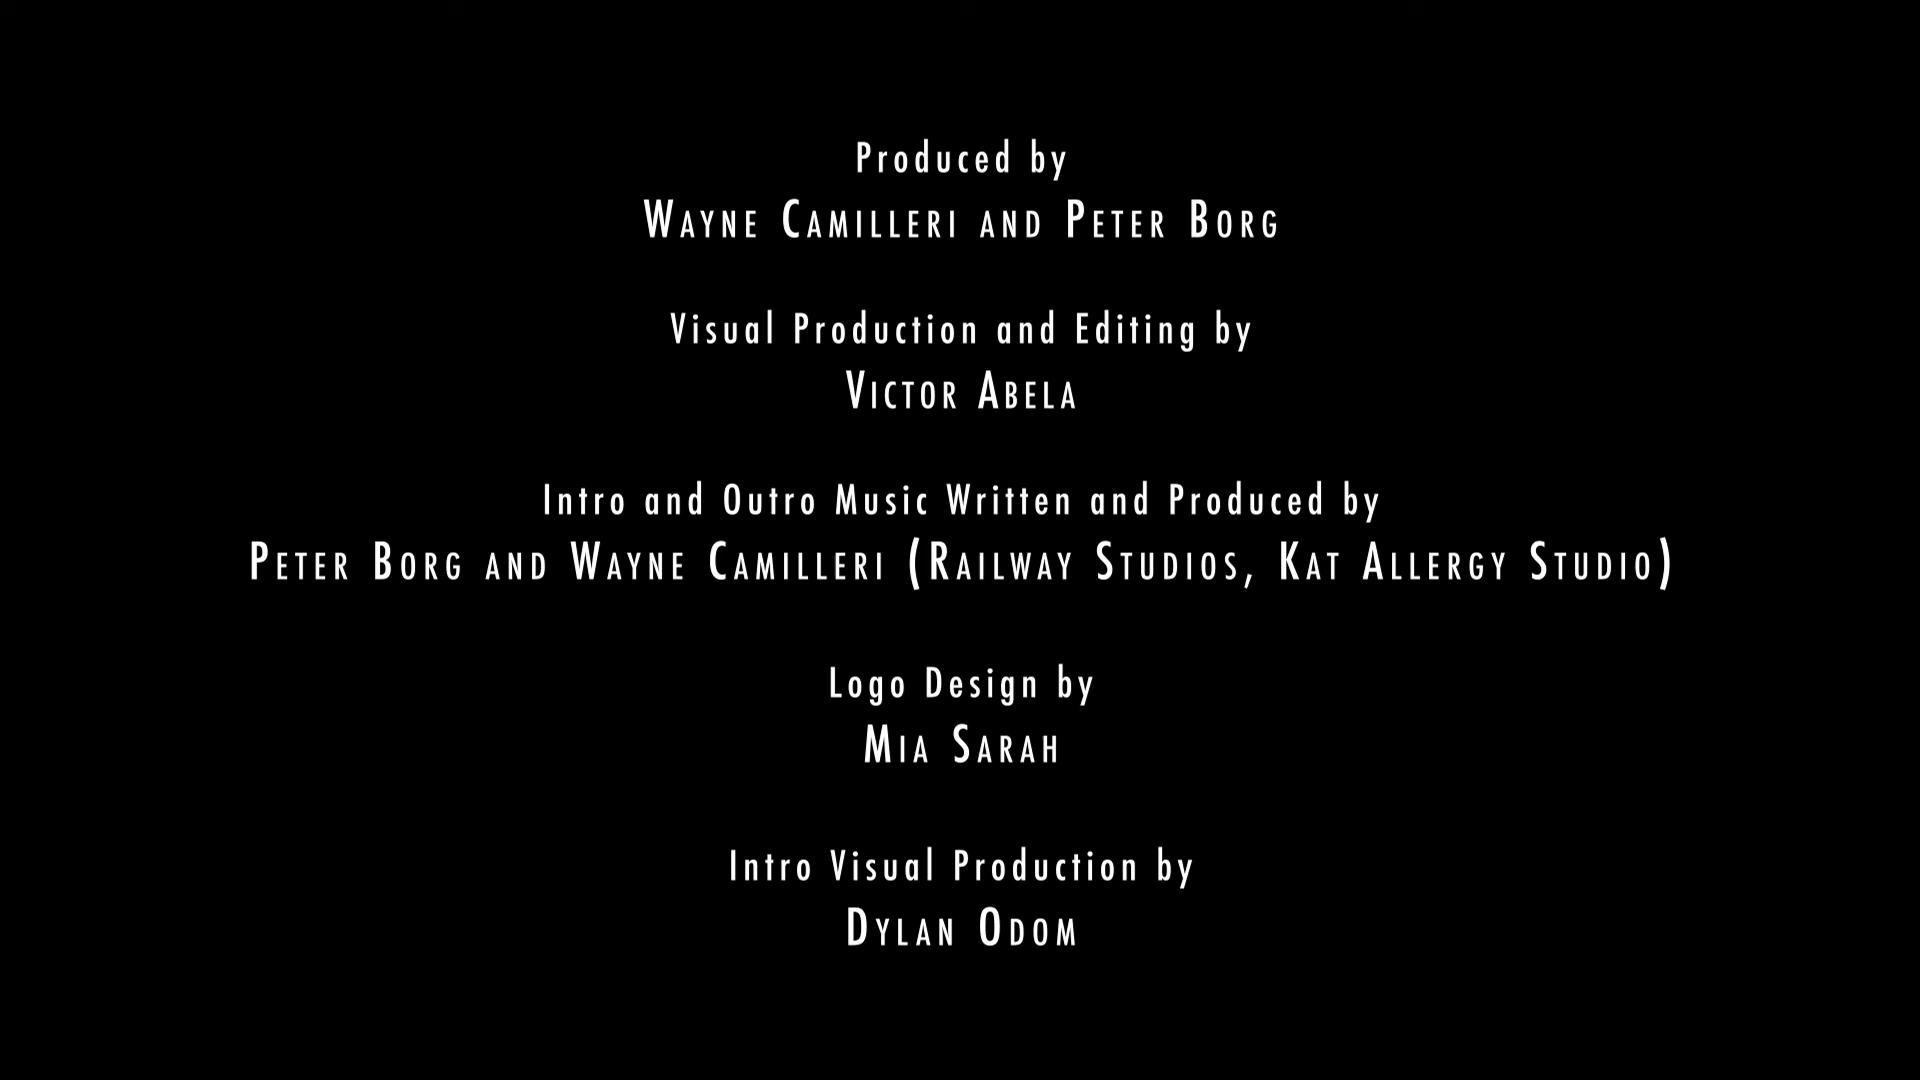 Produced by
Wayne Camilleri and Peter Borg
Visual Production and Editing by
Victor Abela
Intro and Outro Music Written and Produced by
Peter Borg and Wayne Camilleri (Railway Studios, Kat Allergy Studio)
Logo Design by
Mia Sarah
Intro Visual Production by
Dylan Odom